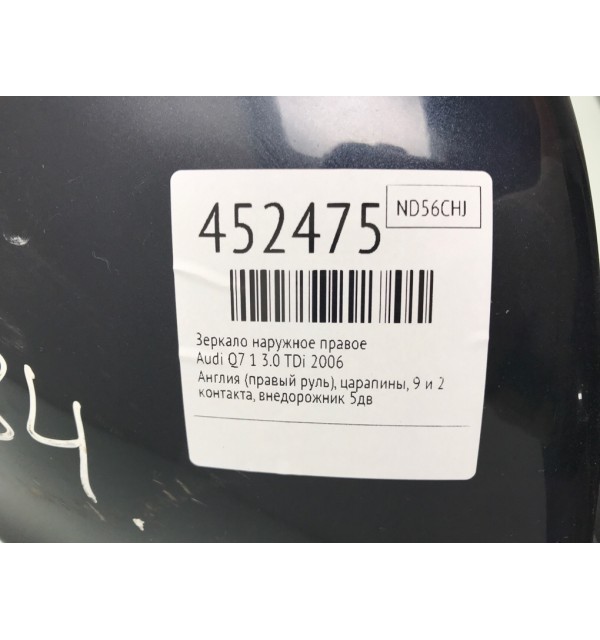 452475
ND56CHJ
Зеркало наружное правое
Audi Q7 1 3.0 TDi 2006
Англия (правый руль), царапины, 9 и 2
контакта, внедорожник 5дв
34